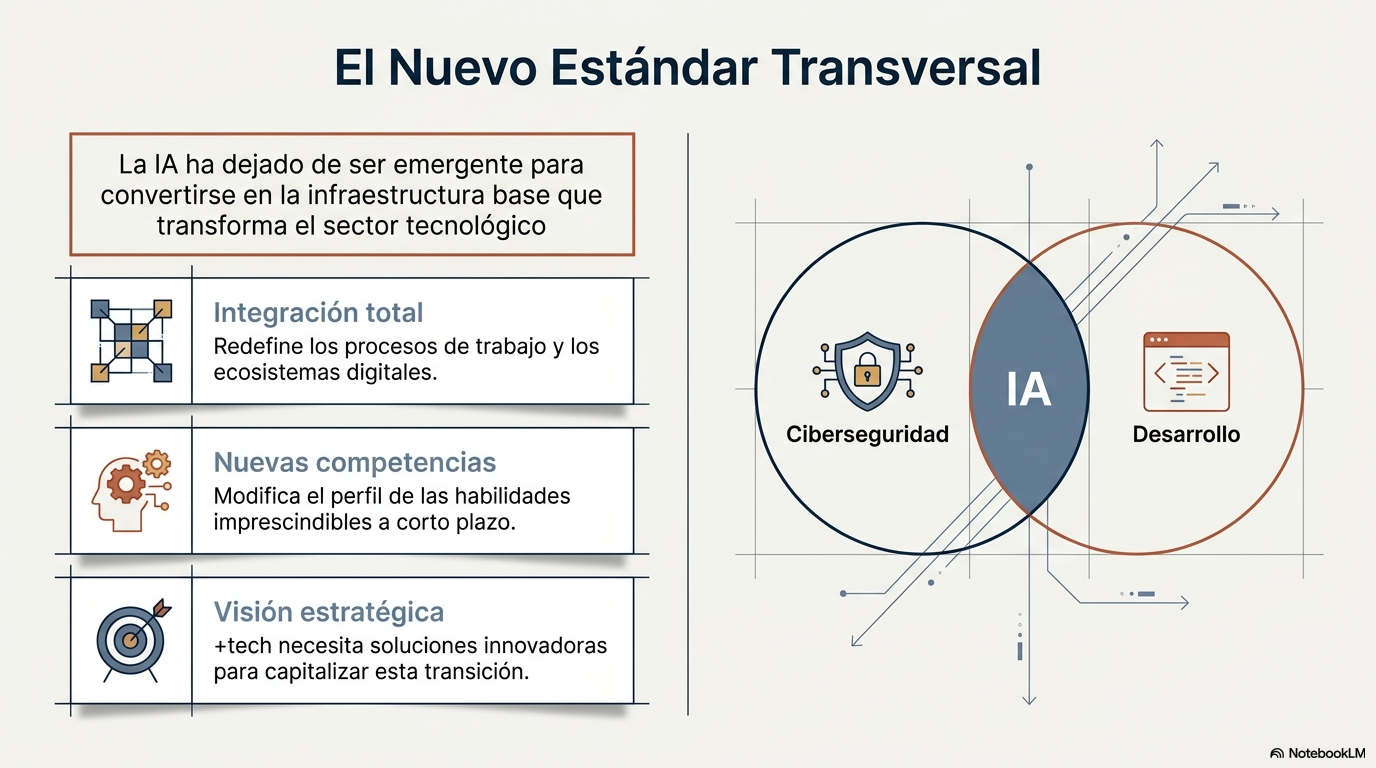 El Nuevo Estándar Transversal
La IA ha dejado de ser emergente para
convertirse en la infraestructura base que
transforma el sector tecnológico
Integración total
Redefine los procesos de trabajo y los
ecosistemas digitales.
Nuevas competencias
Modifica el perfil de las habilidades
imprescindibles a corto plazo.
Visión estratégica
+tech necesita soluciones innovadoras
para capitalizar esta transición.
Ciberseguridad
IA
Desarrollo
NotebookLM